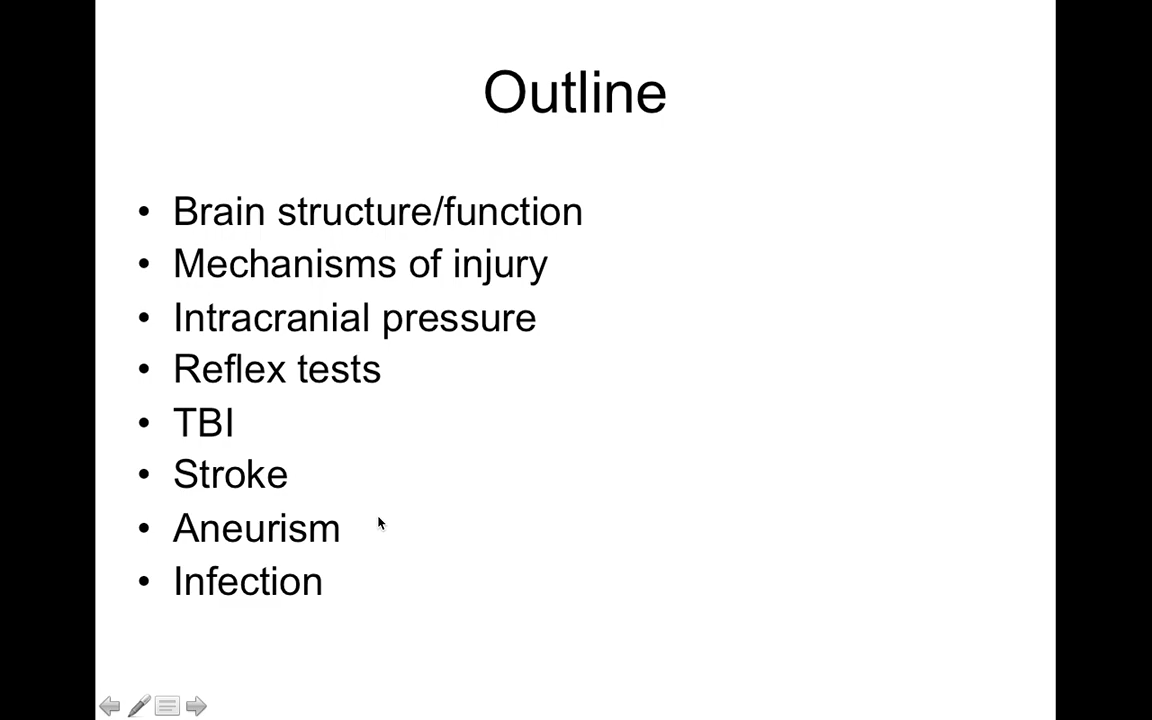 Outline
• Brain structure/function
• Mechanisms of injury
• Intracranial pressure
• Reflex tests
• TBI
• Stroke
• Aneurism
• Infection